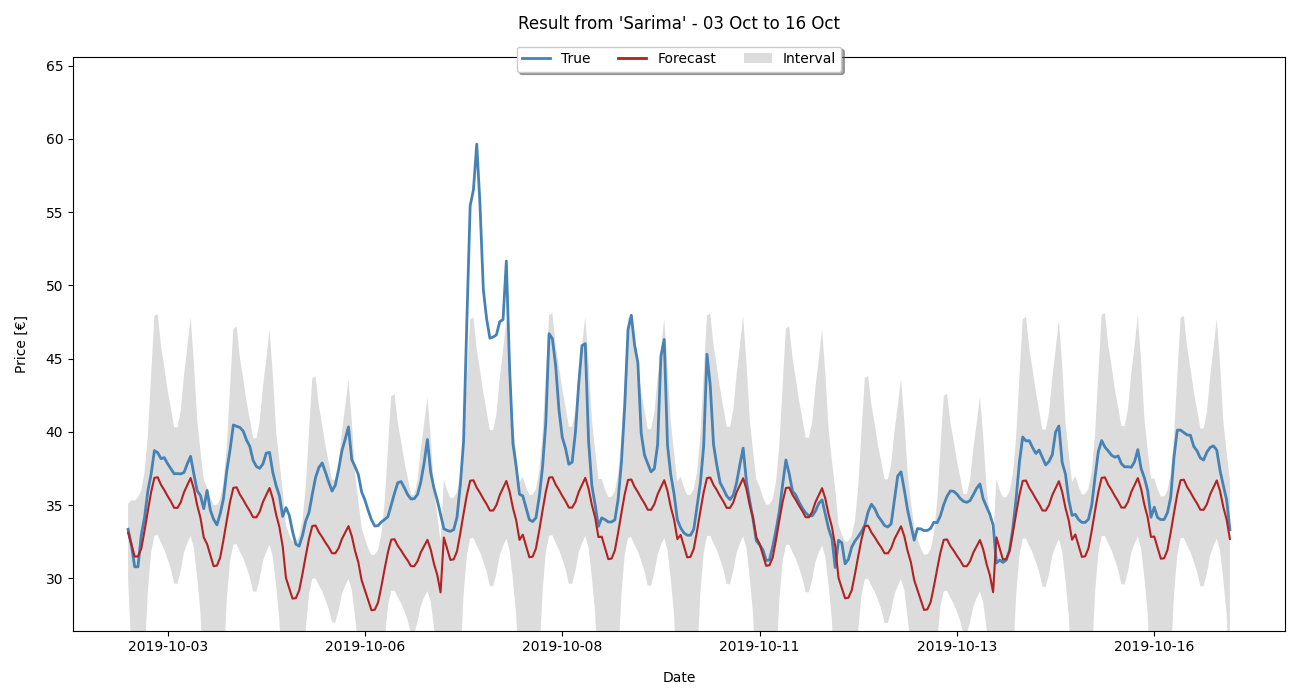 Result from 'Sarima' - 03 Oct to 16 Oct
True Forecast Interval
65
60
55
50
45
40
35
30
Price [€]
2019-10-03 2019-10-06 2019-10-08 2019-10-11 2019-10-13 2019-10-16
Date